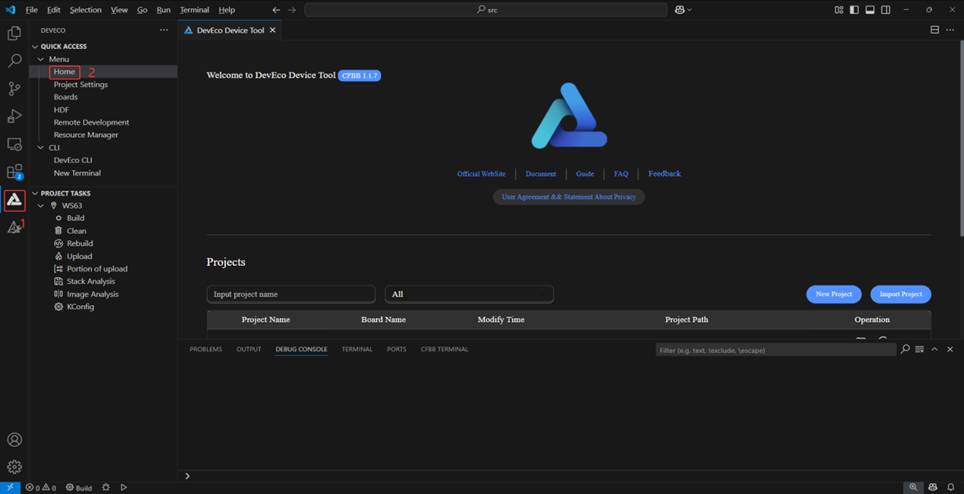 File Edit Selection View Go Run Terminal Help
src
DEVECO
DevEco Device Tool
QUICK ACCESS
Menu
Home 2
Project Settings
Boards
HDF
Remote Development
Resource Manager
CLI
DevEco CLI
New Terminal
2
PROJECT TASKS
WS63
1
Build
Clean
Rebuild
Upload
Portion of upload
Stack Analysis
Image Analysis
KConfig
Welcome to DevEco Device Tool CFBB 1.1.7
Official WebSite Document Guide FAQ Feedback
User Agreement && Statement About Privacy
Projects
Input project name All New Project Import Project
Project Name Board Name Modify Time Project Path Operation
PROBLEMS OUTPUT DEBUG CONSOLE TERMINAL PORTS CFBB TERMINAL Filter (e.g. text, !exclude, \escape)
0 0 Build